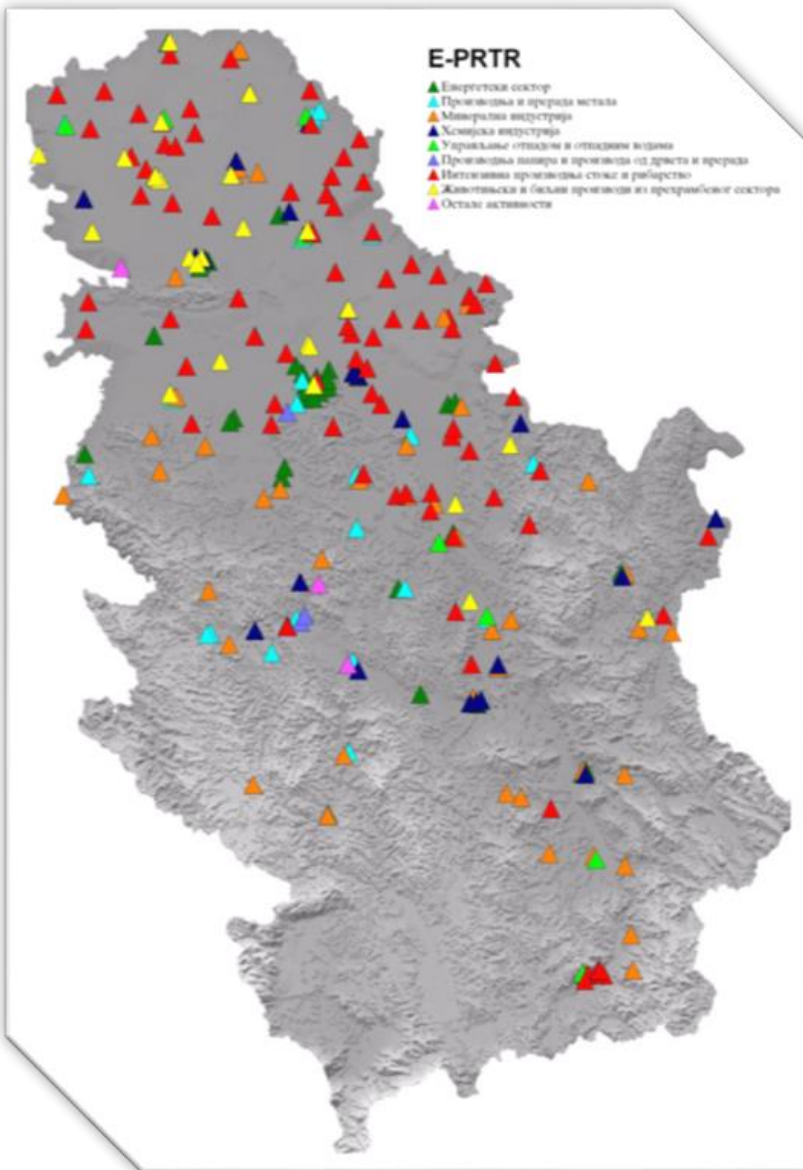 E-PRTR
Енергетски сектор
Производња и прерада метала
Минерална индустрија
Хемијска индустрија
Управљање отпадом и отпадним водама
Производња папира и производа од дрвета и прерада
Интензивна производња стоке и рибарство
Животињски и биљни производи из прехрамбеног сектора
Остале активности